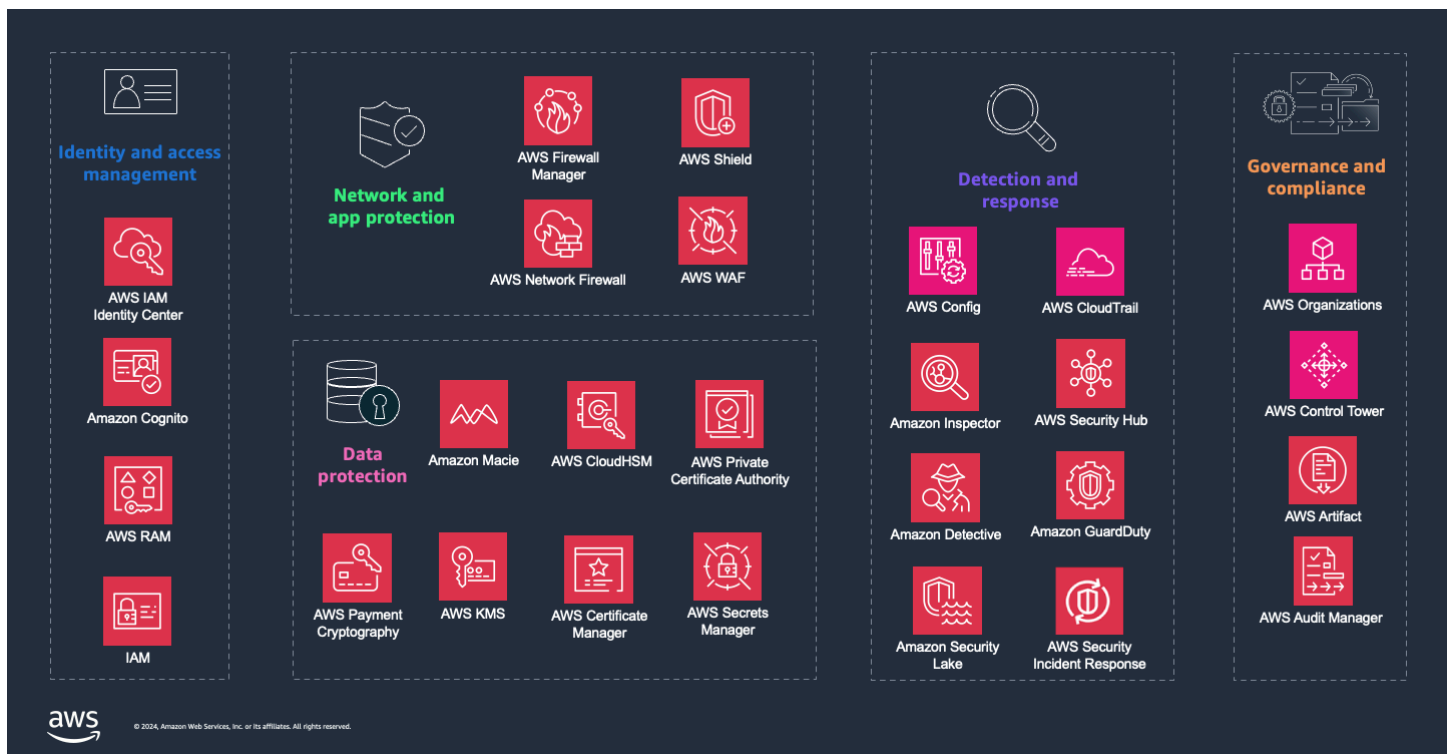 Identity and access
management
AWS IAM
Identity Center
Amazon Cognito
AWS RAM
IAM
Network and
app protection
AWS Firewall
Manager
AWS Shield
AWS Network Firewall
AWS WAF
Data
protection
Amazon Macie
AWS CloudHSM
AWS Private
Certificate Authority
AWS Payment
Cryptography
AWS KMS
AWS Certificate
Manager
AWS Secrets
Manager
Detection and
response
AWS Config
AWS CloudTrail
Amazon Inspector
AWS Security Hub
Amazon Detective
Amazon GuardDuty
Amazon Security
Lake
AWS Security
Incident Response
Governance and
compliance
AWS Organizations
AWS Control Tower
AWS Artifact
AWS Audit Manager
aws
© 2024, Amazon Web Services, Inc. or its affiliates. All rights reserved.